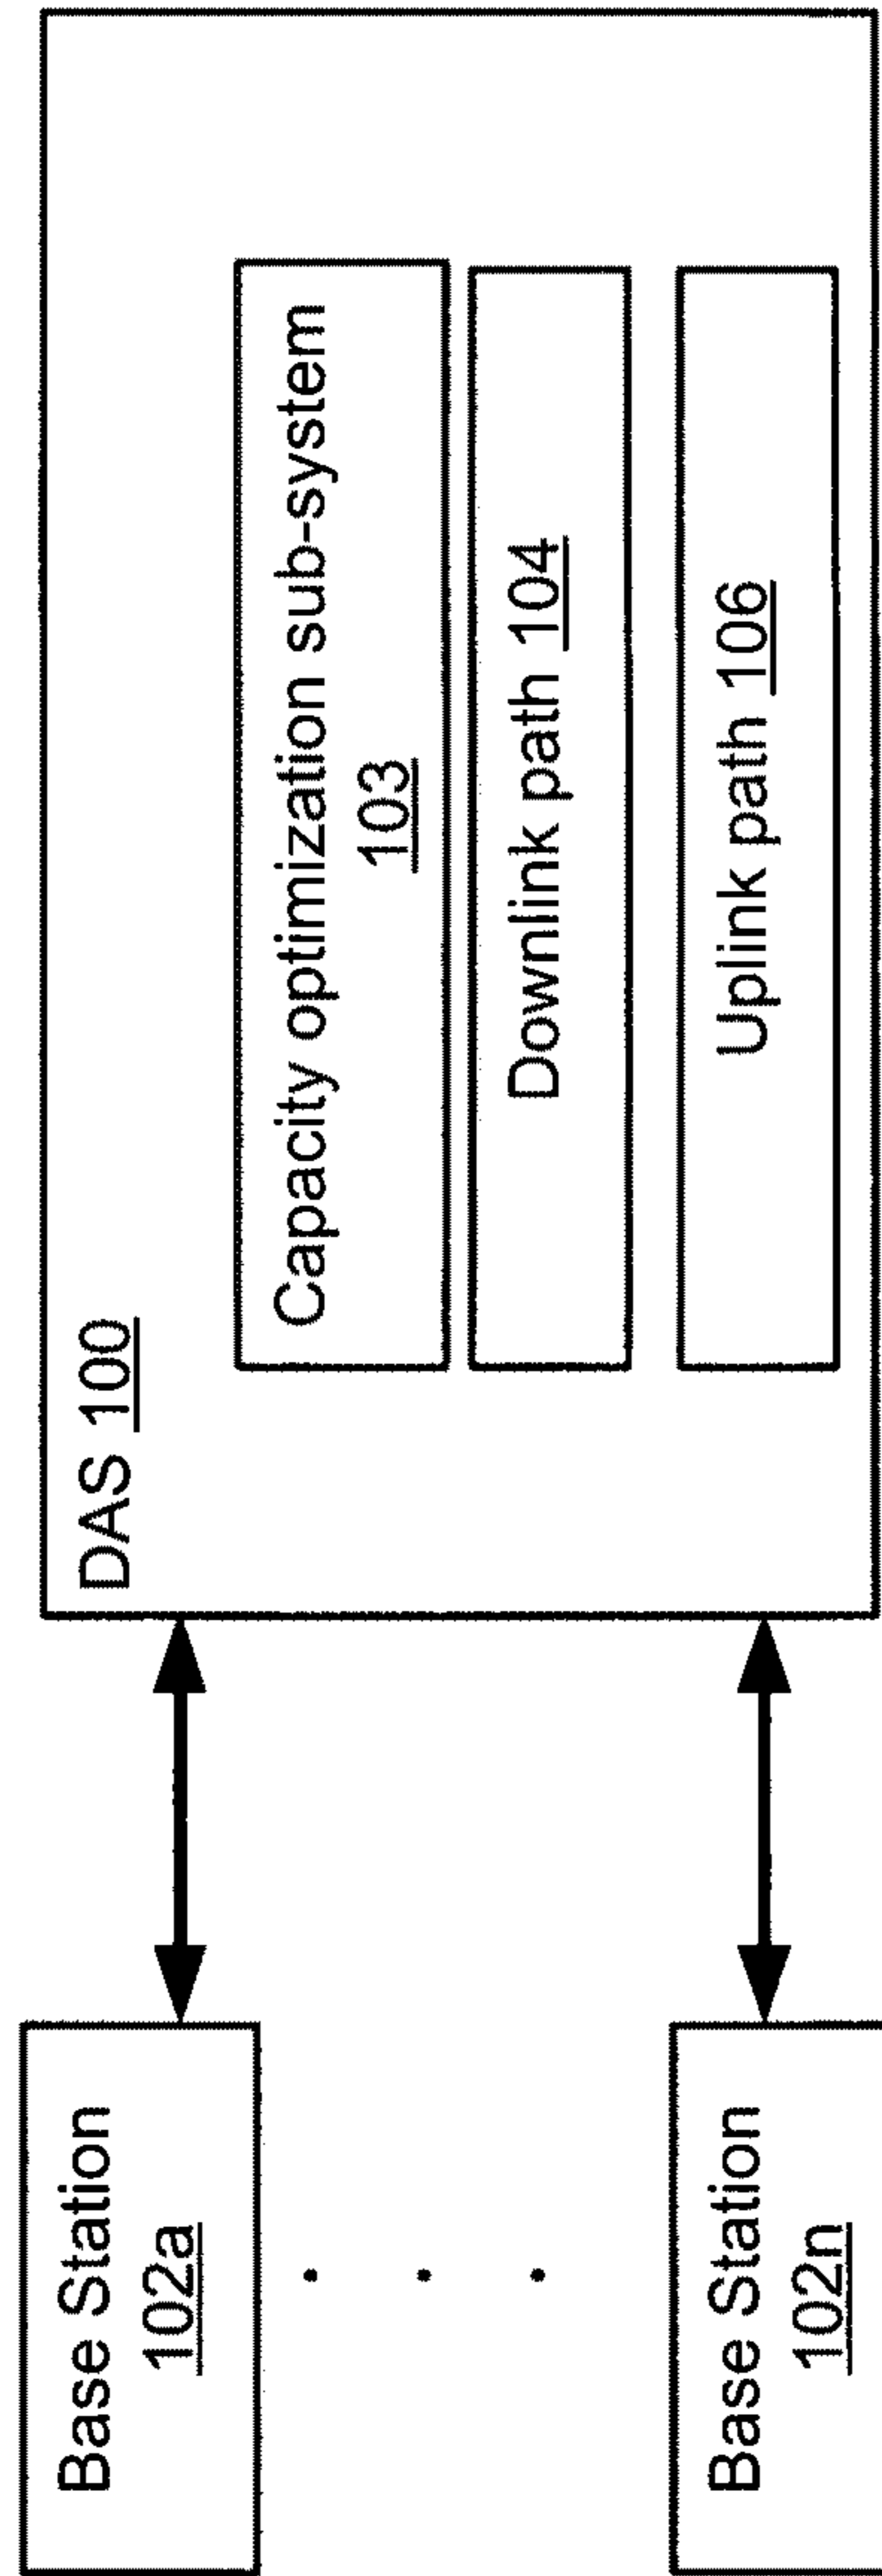 Base Station
102a
Base Station
102n
DAS 100
Capacity optimization sub-system
103
Downlink path 104
Uplink path 106